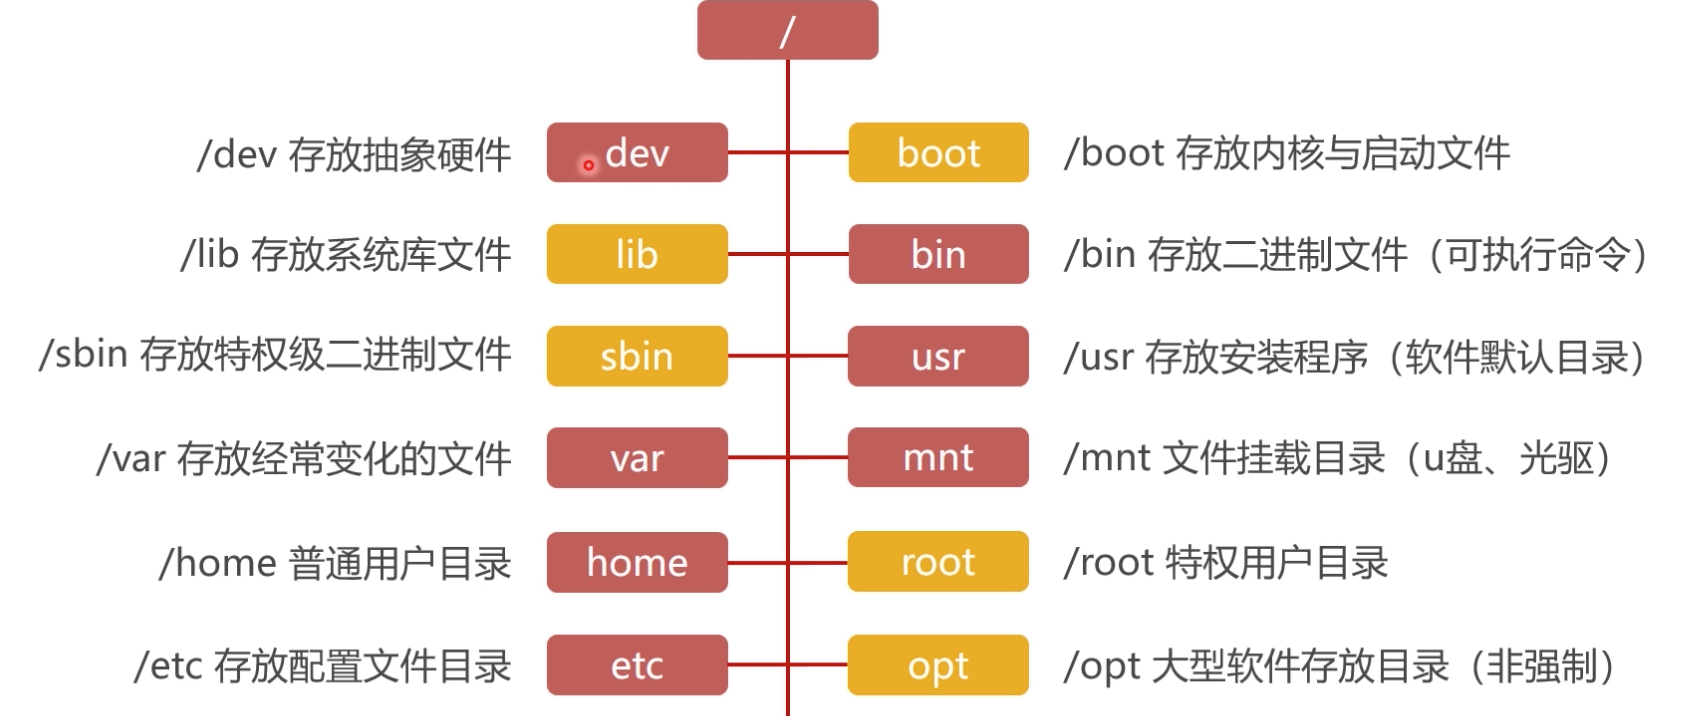 /
/dev 存放抽象硬件 dev boot /boot 存放内核与启动文件
/lib 存放系统库文件 lib bin /bin 存放二进制文件（可执行命令）
/sbin 存放特权级二进制文件 sbin usr /usr 存放安装程序（软件默认目录）
/var 存放经常变化的文件 var mnt /mnt 文件挂载目录（u盘、光驱）
/home 普通用户目录 home root /root 特权用户目录
/etc 存放配置文件目录 etc opt /opt 大型软件存放目录（非强制）